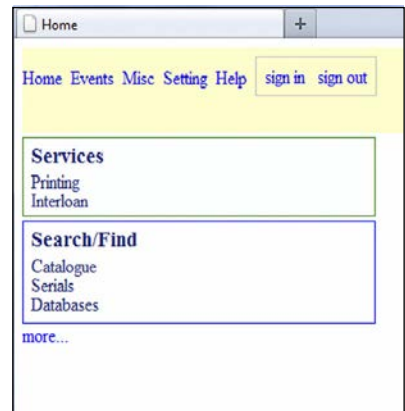 Home +
Home Events Misc Setting Help sign in sign out
Services
Printing
Interloan
Search/Find
Catalogue
Serials
Databases
more...